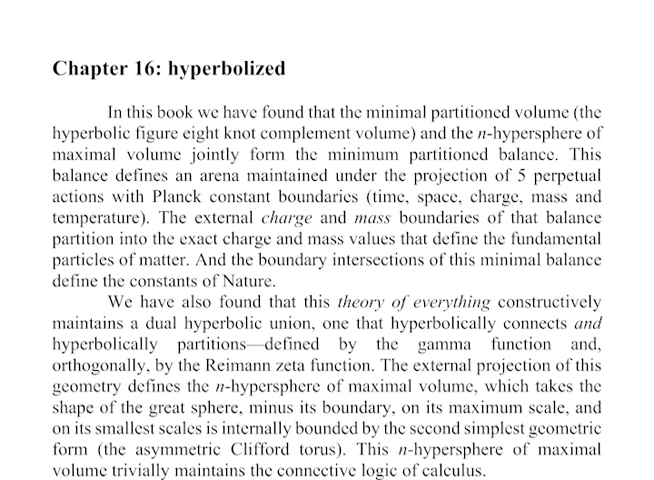 Chapter 16: hyperbolized
In this book we have found that the minimal partitioned volume (the
hyperbolic figure eight knot complement volume) and the n-hypersphere of
maximal volume jointly form the minimum partitioned balance. This
balance defines an arena maintained under the projection of 5 perpetual
actions with Planck constant boundaries (time, space, charge, mass and
temperature). The external charge and mass boundaries of that balance
partition into the exact charge and mass values that define the fundamental
particles of matter. And the boundary intersections of this minimal balance
define the constants of Nature.
We have also found that this theory of everything constructively
maintains a dual hyperbolic union, one that hyperbolically connects and
hyperbolically partitions—defined by the gamma function and,
orthogonally, by the Reimann zeta function. The external projection of this
geometry defines the n-hypersphere of maximal volume, which takes the
shape of the great sphere, minus its boundary, on its maximum scale, and
on its smallest scales is internally bounded by the second simplest geometric
form (the asymmetric Clifford torus). This n-hypersphere of maximal
volume trivially maintains the connective logic of calculus.